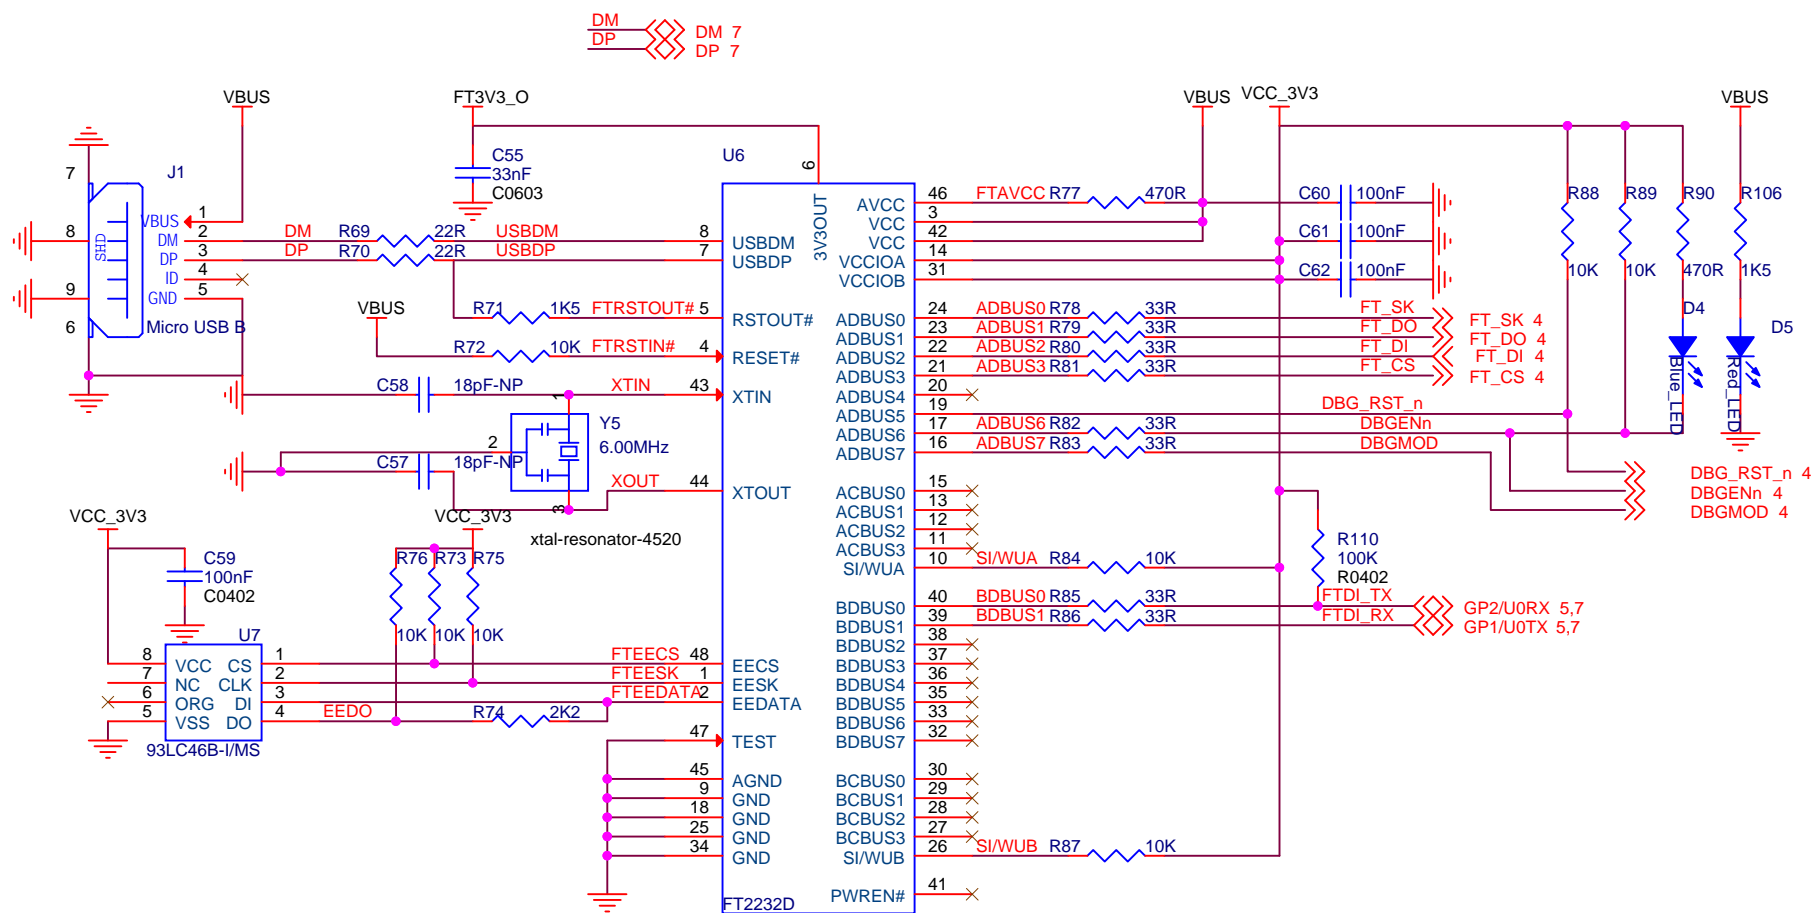 DM
DP
DM 7
DP 7
VBUS
FT3V3_O
VBUS
VCC_3V3
VBUS
J1
7
8
9
6
SHD
VBUS 1
DM 2
DP 3
ID 4
GND 5
Micro USB B
C55
33nF
C0603
U6
6
3V3OUT
DM R69 22R USBDM 8 USBDM
DP R70 22R USBDP 7 USBDP
R71 1K5 FTRSTOUT# 5 RSTOUT#
VBUS
R72 10K FTRSTIN# 4 RESET#
C58 18pF-NP XTIN 43 XTIN
1
2
3
Y5
6.00MHz
C57 18pF-NP
XOUT 44 XTOUT
xtal-resonator-4520
VCC_3V3
VCC_3V3
C59
100nF
C0402
R76 R73 R75
10K 10K 10K
U7
8 VCC CS 1
7 NC CLK 2
6 ORG DI 3
5 VSS DO 4
93LC46B-I/MS
FTEECS 48 EECS
FTEESK 1 EESK
FTEEDATA 2 EEDATA
EEDO R74 2K2
47 TEST
45 AGND
9 GND
18 GND
25 GND
34 GND
FT2232D
AVCC 46 FTAVCC R77 470R
VCC 3
VCC 42
VCCIOA 14
VCCIOB 31
C60 100nF
C61 100nF
C62 100nF
ADBUS0 24 ADBUS0 R78 33R FT_SK FT_SK 4
ADBUS1 23 ADBUS1 R79 33R FT_DO FT_DO 4
ADBUS2 22 ADBUS2 R80 33R FT_DI FT_DI 4
ADBUS3 21 ADBUS3 R81 33R FT_CS FT_CS 4
ADBUS4 20
ADBUS5 19 DBG_RST_n
ADBUS6 17 ADBUS6 R82 33R DBGENn
ADBUS7 16 ADBUS7 R83 33R DBGMOD
DBG_RST_n 4
DBGENn 4
DBGMOD 4
R88 R89 R90 R106
10K 10K 470R 1K5
D4
D5
Blue_LED
Red_LED
ACBUS0 15
ACBUS1 13
ACBUS2 12
ACBUS3 11
SI/WUA 10 SI/WUA R84 10K
R110
100K
R0402
BDBUS0 40 BDBUS0 R85 33R FTDI_TX GP2/U0RX 5,7
BDBUS1 39 BDBUS1 R86 33R FTDI_RX GP1/U0TX 5,7
BDBUS2 38
BDBUS3 37
BDBUS4 36
BDBUS5 35
BDBUS6 33
BDBUS7 32
BCBUS0 30
BCBUS1 29
BCBUS2 28
BCBUS3 27
SI/WUB 26 SI/WUB R87 10K
PWREN# 41